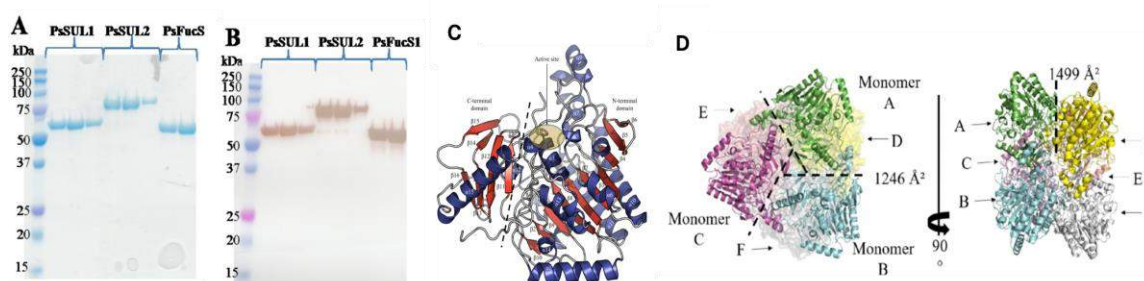 A
PsSUL1 PsSUL2 PsFucS
kDa
250
150
100
75
50
37
25
20
15
B
PsSUL1 PsSUL2 PsFucS1
kDa
250
150
100
75
50
37
25
20
15
C
Active site
C-terminal
domain
N-terminal
domain
β15
D
Monomer
A
E
D
1246 Å²
Monomer
C
F
Monomer
B
90
o
1499 Å²
A
C
E
B